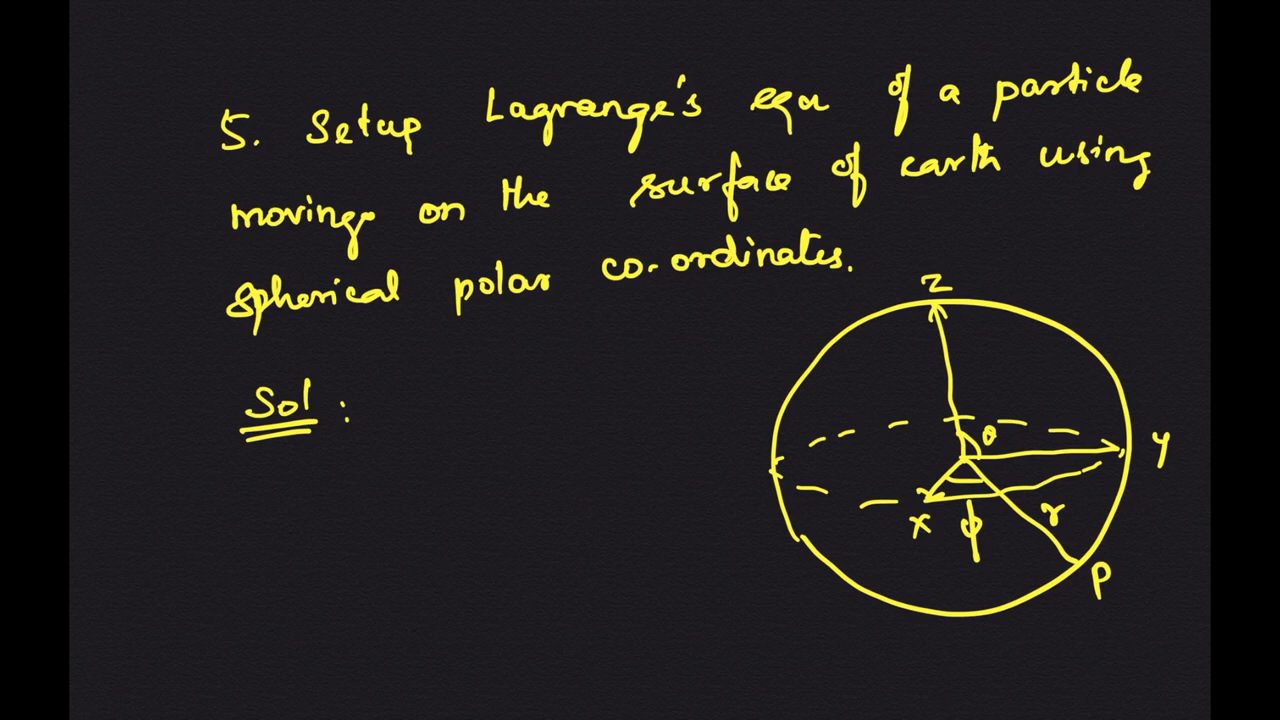 5. Setup Lagrange's eqn of a particle
moving on the surface of earth using
spherical polar co-ordinates.
Sol :
z
θ
y
x
ϕ
r
P